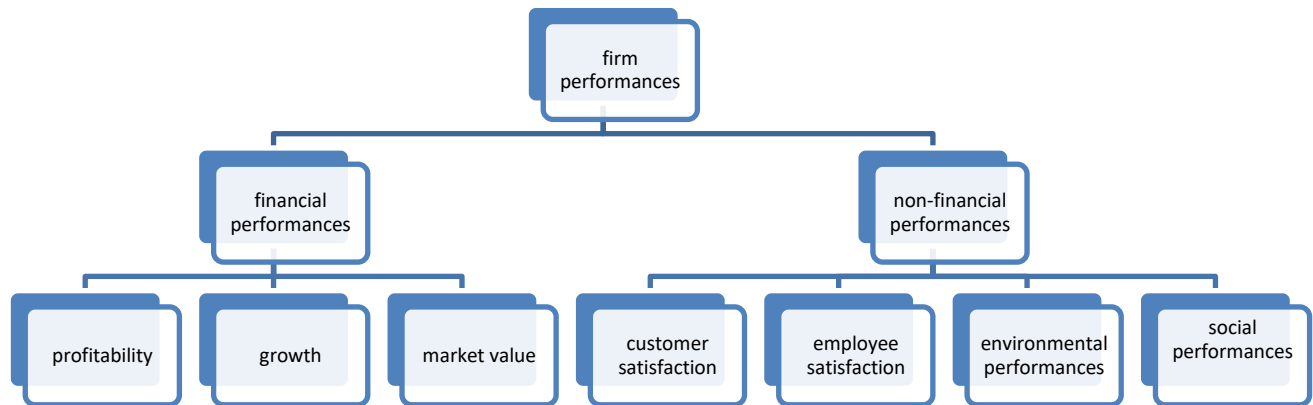 firm
performances
financial
performances
non-financial
performances
profitability
growth
market value
customer
satisfaction
employee
satisfaction
environmental
performances
social
performances